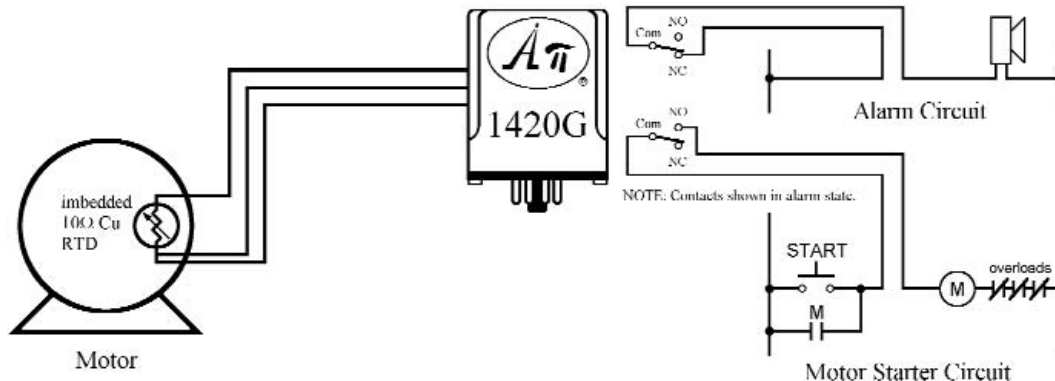 imbedded
10Ω Cu
RTD
Motor
Aπ
®
1420G
NO
Com
NC
NO
Com
NC
NOTE: Contacts shown in alarm state.
Alarm Circuit
START
M
M
overloads
Motor Starter Circuit